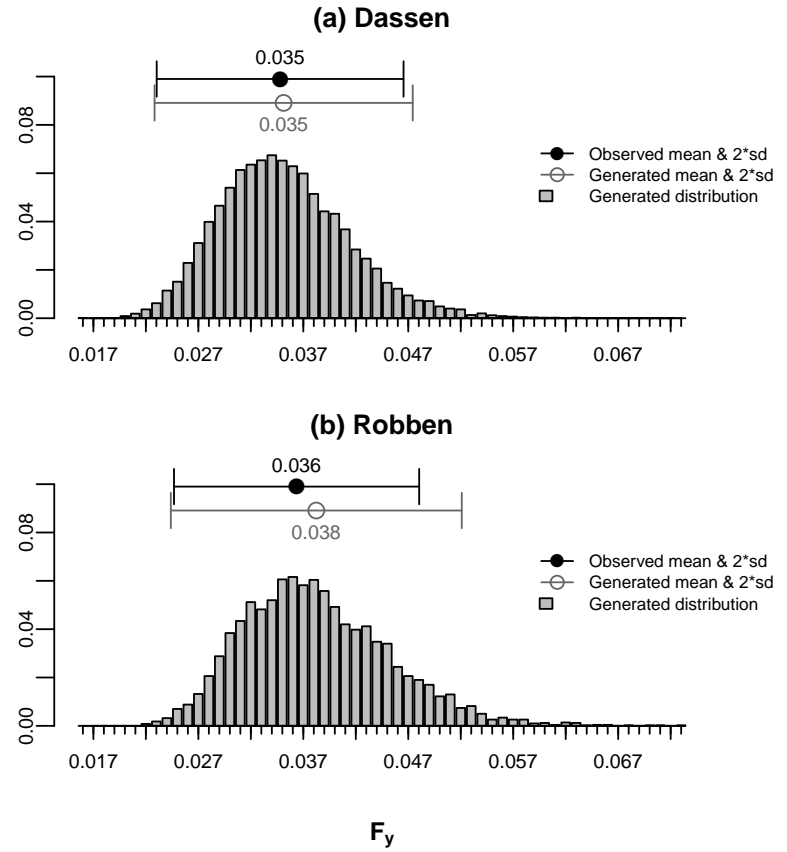 (a) Dassen
0.035
0.035
0.00 0.04 0.08
Observed mean & 2*sd
Generated mean & 2*sd
Generated distribution
0.017 0.027 0.037 0.047 0.057 0.067
(b) Robben
0.036
0.038
0.00 0.04 0.08
Observed mean & 2*sd
Generated mean & 2*sd
Generated distribution
0.017 0.027 0.037 0.047 0.057 0.067
Fy